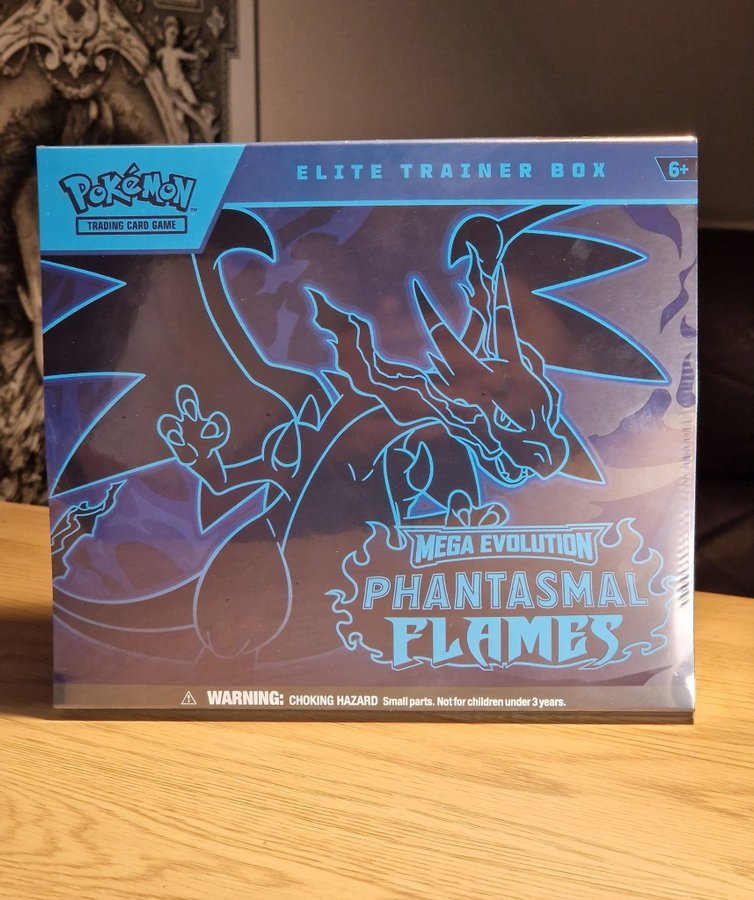 POKéMON™
TRADING CARD GAME
ELITE TRAINER BOX
6+
MEGA EVOLUTION
PHANTASMAL
FLAMES
WARNING: CHOKING HAZARD Small parts. Not for children under 3 years.